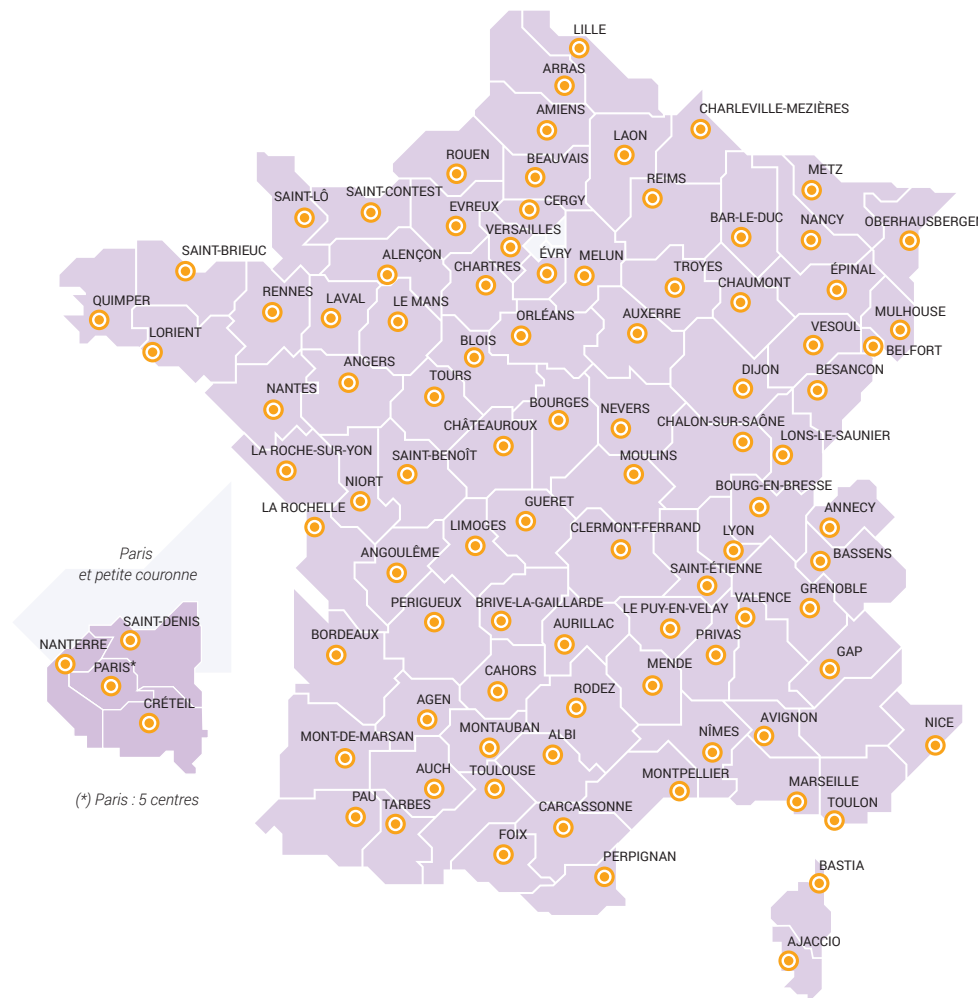 LILLE
ARRAS
AMIENS
CHARLEVILLE-MEZIÈRES
LAON
ROUEN
BEAUVAIS
METZ
SAINT-LÔ
SAINT-CONTEST
REIMS
EVREUX
CERGY
BAR-LE-DUC
NANCY
OBERHAUSBERGEN
VERSAILLES
SAINT-BRIEUC
ALENÇON
CHARTRES
ÉVRY
MELUN
TROYES
CHAUMONT
ÉPINAL
QUIMPER
RENNES
LAVAL
LE MANS
ORLÉANS
AUXERRE
MULHOUSE
LORIENT
BLOIS
VESOUL
BELFORT
ANGERS
TOURS
DIJON
BESANCON
NANTES
BOURGES
NEVERS
CHÂTEAUROUX
CHALON-SUR-SAÔNE
LONS-LE-SAUNIER
LA ROCHE-SUR-YON
SAINT-BENOÎT
MOULINS
NIORT
BOURG-EN-BRESSE
LA ROCHELLE
GUERET
ANNECY
LIMOGES
CLERMONT-FERRAND
LYON
Paris
et petite couronne
ANGOULÊME
BASSENS
SAINT-ÉTIENNE
PERIGUEUX
BRIVE-LA-GAILLARDE
LE PUY-EN-VELAY
VALENCE
GRENOBLE
SAINT-DENIS
BORDEAUX
AURILLAC
NANTERRE
PRIVAS
GAP
PARIS*
CAHORS
MENDE
CRÉTEIL
AGEN
RODEZ
MONT-DE-MARSAN
MONTAUBAN
ALBI
NÎMES
AVIGNON
NICE
AUCH
TOULOUSE
MONTPELLIER
MARSEILLE
(*) Paris : 5 centres
PAU
TARBES
CARCASSONNE
TOULON
FOIX
PERPIGNAN
BASTIA
AJACCIO